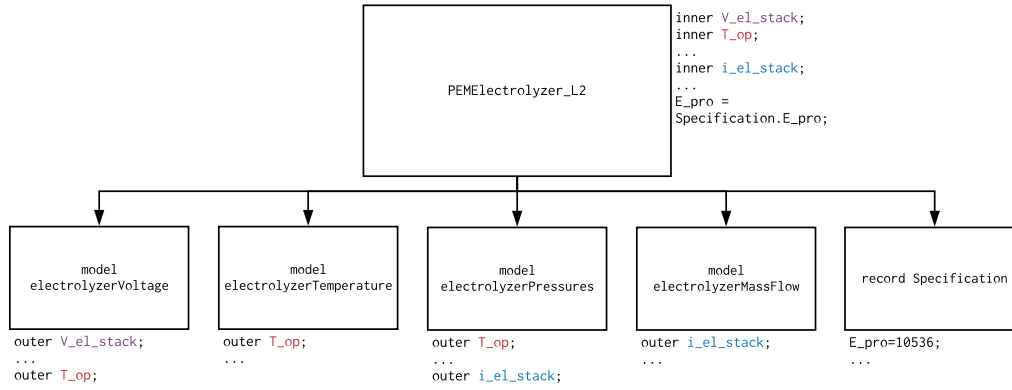 PEMElectrolyzer_L2
inner V_el_stack;
inner T_op;
...
inner i_el_stack;
...
E_pro =
Specification.E_pro;
model
electrolyzerVoltage
outer V_el_stack;
...
outer T_op;
model
electrolyzerTemperature
outer T_op;
...
model
electrolyzerPressures
outer T_op;
...
outer i_el_stack;
model
electrolyzerMassFlow
outer i_el_stack;
...
record Specification
E_pro=10536;
...